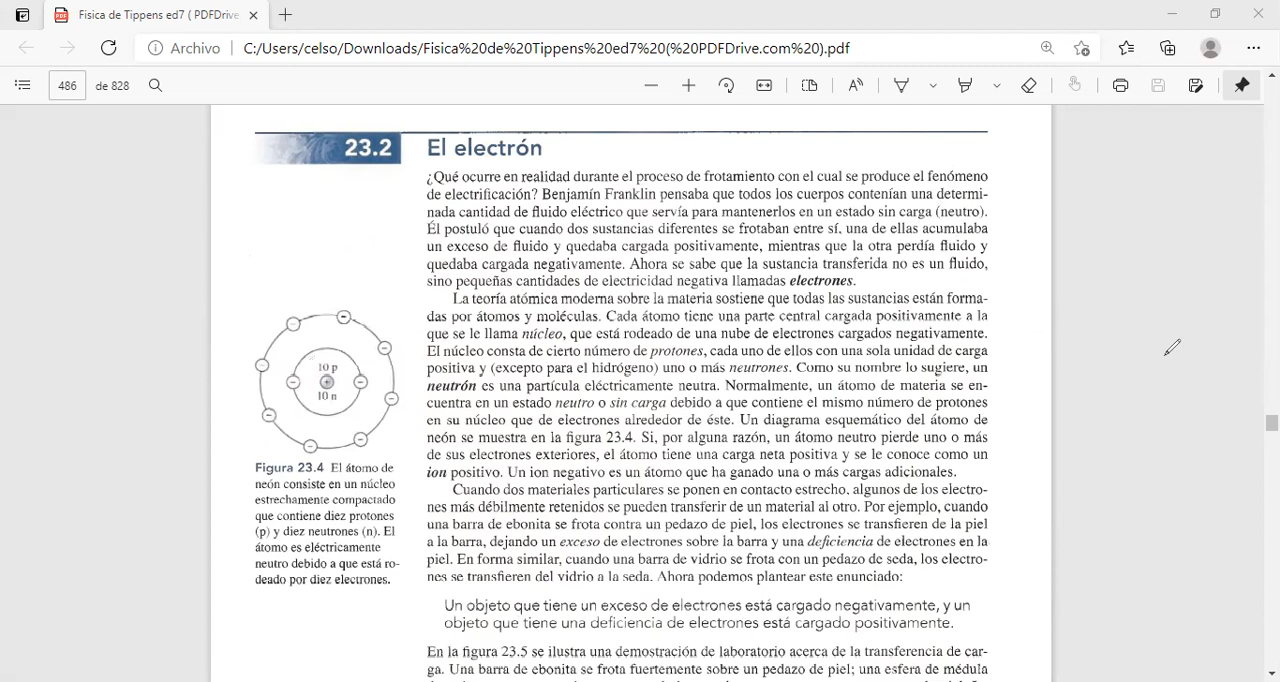 Fisica de Tippens ed7 ( PDFDrive
Archivo
C:/Users/celso/Downloads/Fisica%20de%20Tippens%20ed7%20(%20PDFDrive.com%20).pdf
486 de 828
23.2 El electrón
¿Qué ocurre en realidad durante el proceso de frotamiento con el cual se produce el fenómeno
de electrificación? Benjamín Franklin pensaba que todos los cuerpos contenían una determi-
nada cantidad de fluido eléctrico que servía para mantenerlos en un estado sin carga (neutro).
Él postuló que cuando dos sustancias diferentes se frotaban entre sí, una de ellas acumulaba
un exceso de fluido y quedaba cargada positivamente, mientras que la otra perdía fluido y
quedaba cargada negativamente. Ahora se sabe que la sustancia transferida no es un fluido,
sino pequeñas cantidades de electricidad negativa llamadas electrones.
La teoría atómica moderna sobre la materia sostiene que todas las sustancias están forma-
das por átomos y moléculas. Cada átomo tiene una parte central cargada positivamente a la
que se le llama núcleo, que está rodeado de una nube de electrones cargados negativamente.
El núcleo consta de cierto número de protones, cada uno de ellos con una sola unidad de carga
positiva y (excepto para el hidrógeno) uno o más neutrones. Como su nombre lo sugiere, un
neutrón es una partícula eléctricamente neutra. Normalmente, un átomo de materia se en-
cuentra en un estado neutro o sin carga debido a que contiene el mismo número de protones
en su núcleo que de electrones alrededor de éste. Un diagrama esquemático del átomo de
neón se muestra en la figura 23.4. Si, por alguna razón, un átomo neutro pierde uno o más
de sus electrones exteriores, el átomo tiene una carga neta positiva y se le conoce como un
ion positivo. Un ion negativo es un átomo que ha ganado una o más cargas adicionales.
Cuando dos materiales particulares se ponen en contacto estrecho, algunos de los electro-
nes más débilmente retenidos se pueden transferir de un material al otro. Por ejemplo, cuando
una barra de ebonita se frota contra un pedazo de piel, los electrones se transfieren de la piel
a la barra, dejando un exceso de electrones sobre la barra y una deficiencia de electrones en la
piel. En forma similar, cuando una barra de vidrio se frota con un pedazo de seda, los electro-
nes se transfieren del vidrio a la seda. Ahora podemos plantear este enunciado:
Un objeto que tiene un exceso de electrones está cargado negativamente, y un
objeto que tiene una deficiencia de electrones está cargado positivamente.
En la figura 23.5 se ilustra una demostración de laboratorio acerca de la transferencia de car-
ga. Una barra de ebonita se frota fuertemente sobre un pedazo de piel; una esfera de médula
10 p
10 n
Figura 23.4 El átomo de
neón consiste en un núcleo
estrechamente compactado
que contiene diez protones
(p) y diez neutrones (n). El
átomo es eléctricamente
neutro debido a que está ro-
deado por diez electrones.